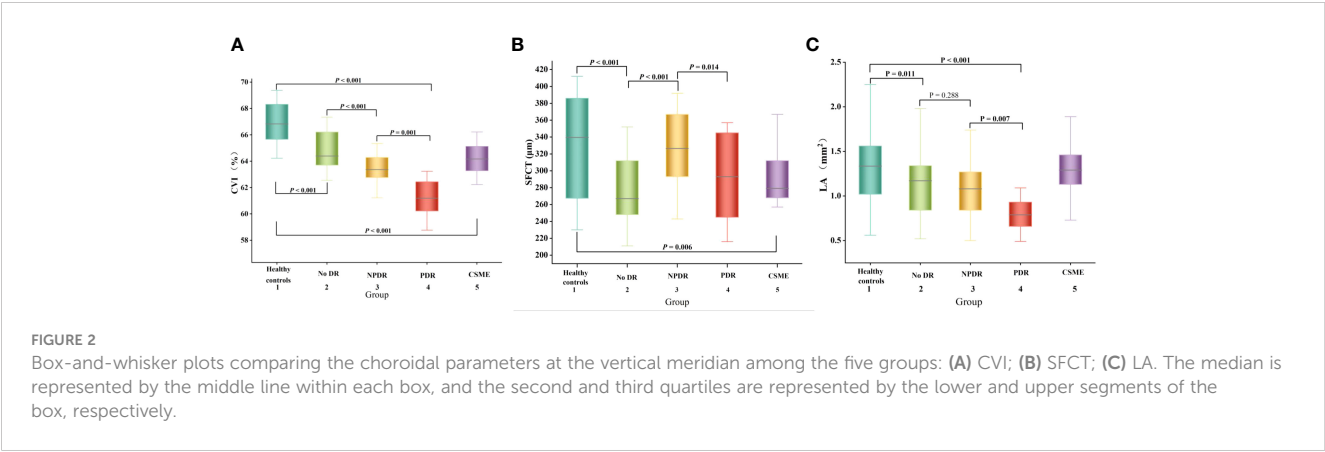 A
CVI (%)
70
68
66
64
62
60
58
P < 0.001
P < 0.001
P = 0.001
P < 0.001
P < 0.001
Healthy controls
No DR
NPDR
PDR
CSME
1
2
3
4
5
Group
B
SFCT (μm)
420
400
380
360
340
320
300
280
260
240
220
200
P < 0.001
P < 0.001
P = 0.014
P = 0.006
Healthy controls
No DR
NPDR
PDR
CSME
1
2
3
4
5
Group
C
LA (mm²)
2.5
2.0
1.5
1.0
0.5
P < 0.001
P = 0.011
P = 0.288
P = 0.007
Healthy controls
No DR
NPDR
PDR
CSME
1
2
3
4
5
Group
FIGURE 2
Box-and-whisker plots comparing the choroidal parameters at the vertical meridian among the five groups: (A) CVI; (B) SFCT; (C) LA. The median is
represented by the middle line within each box, and the second and third quartiles are represented by the lower and upper segments of the
box, respectively.